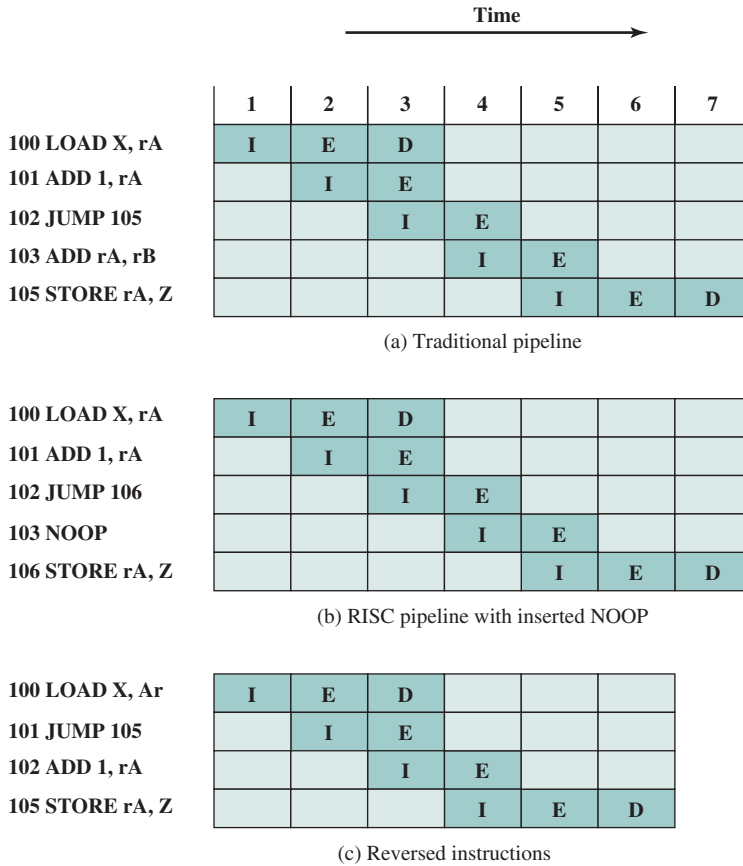 Time
1 2 3 4 5 6 7
100 LOAD X, rA I E D
101 ADD 1, rA I E
102 JUMP 105 I E
103 ADD rA, rB I E
105 STORE rA, Z I E D
(a) Traditional pipeline
100 LOAD X, rA I E D
101 ADD 1, rA I E
102 JUMP 106 I E
103 NOOP I E
106 STORE rA, Z I E D
(b) RISC pipeline with inserted NOOP
100 LOAD X, Ar I E D
101 JUMP 105 I E
102 ADD 1, rA I E
105 STORE rA, Z I E D
(c) Reversed instructions